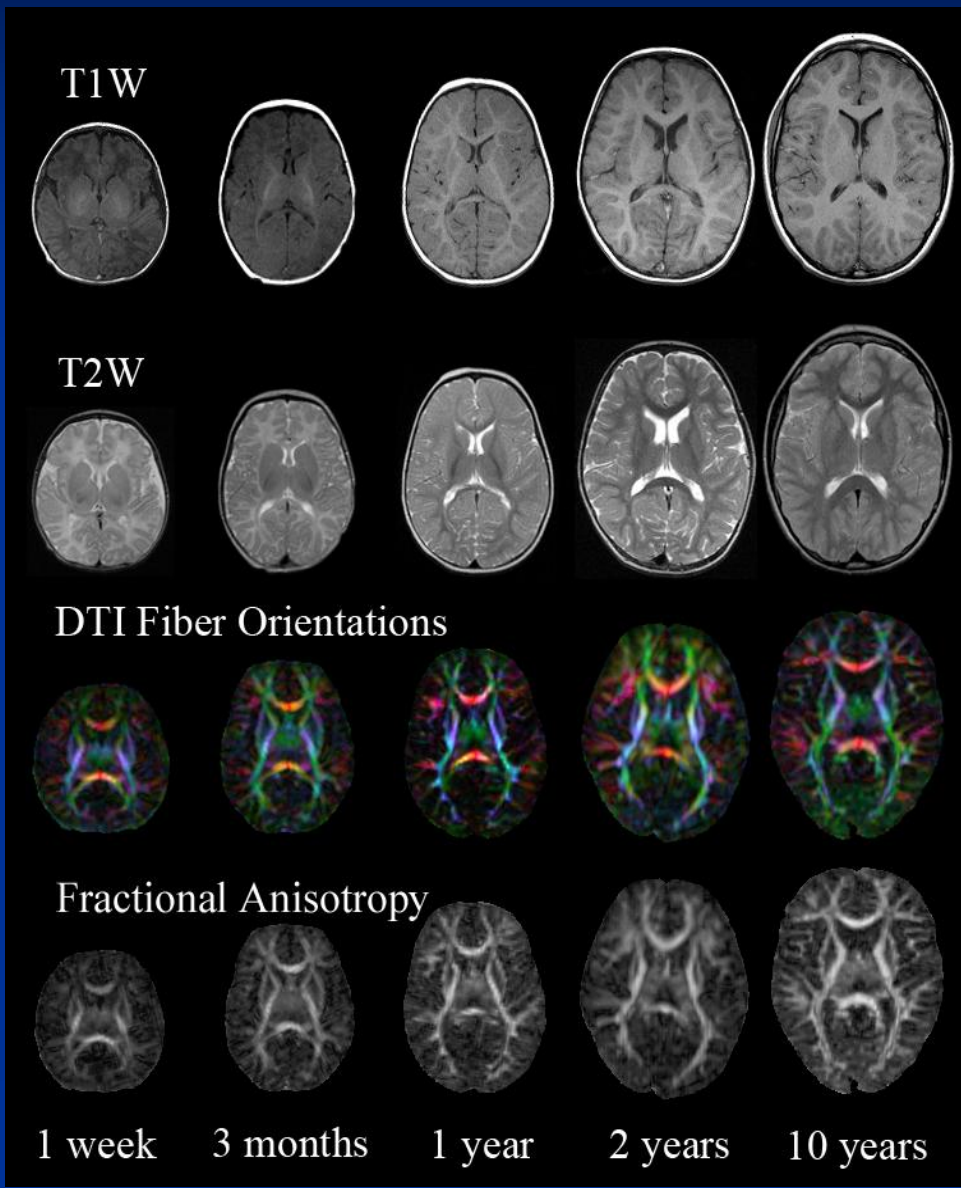 T1W
T2W
DTI Fiber Orientations
Fractional Anisotropy
1 week 3 months 1 year 2 years 10 years